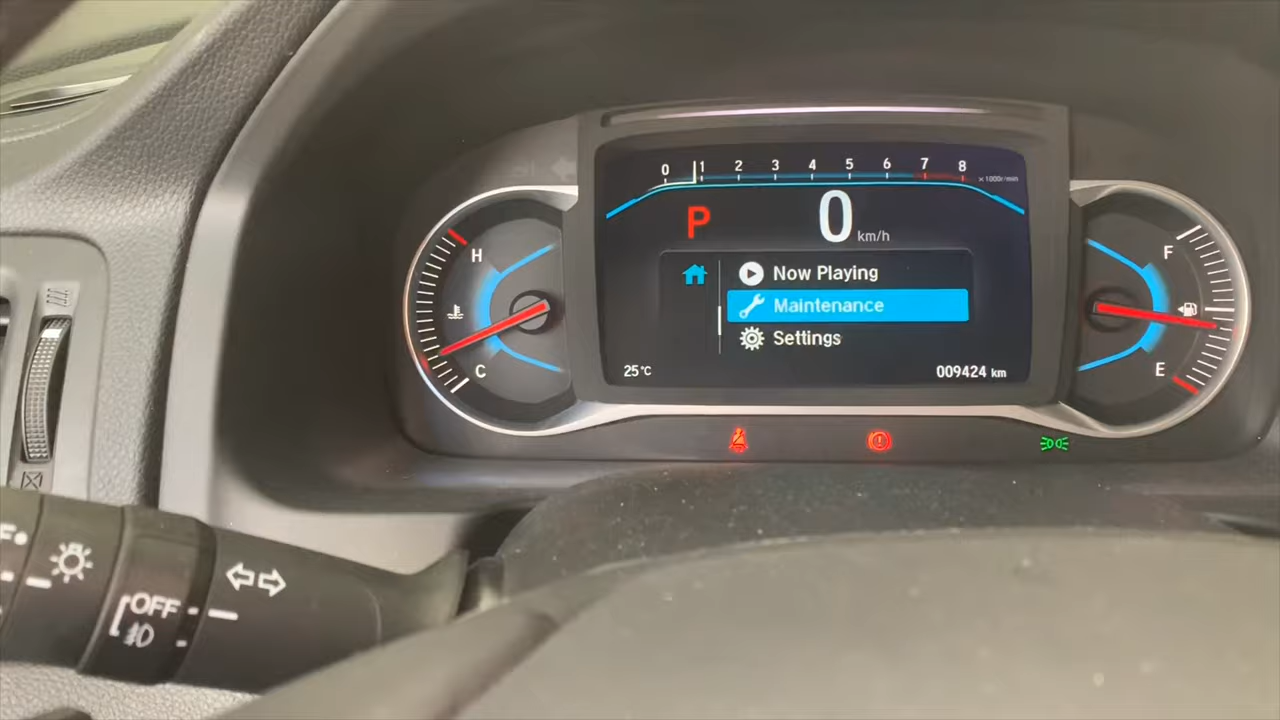 0 1 2 3 4 5 6 7 8
×1000r/min
P 0 km/h
H
F
Now Playing
Maintenance
Settings
C
E
25°C
009424 km
OFF